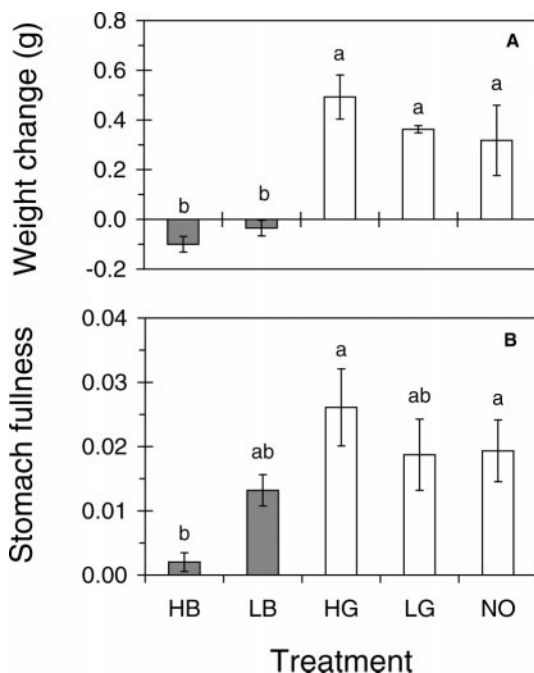 A
Weight change (g)
0.8
0.6
0.4
0.2
0.0
-0.2
b
b
a
a
a
B
Stomach fullness
0.04
0.03
0.02
0.01
0.00
b
ab
a
ab
a
HB LB HG LG NO
Treatment